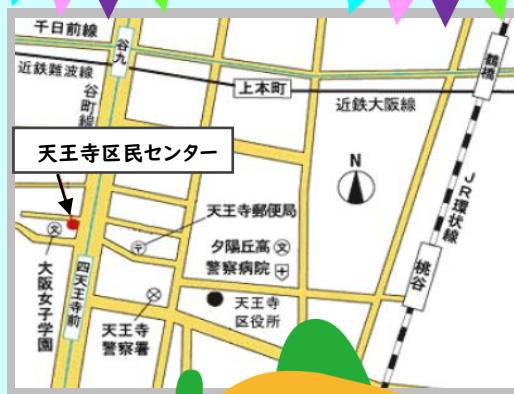 千日前線
谷九
鶴橋
近鉄難波線
谷町線
上本町
近鉄大阪線
天王寺区民センター
N
JR環状線
天王寺郵便局
夕陽丘高
警察病院
桃谷
大阪女子学園
四天王寺前
天王寺
警察署
天王寺
区役所